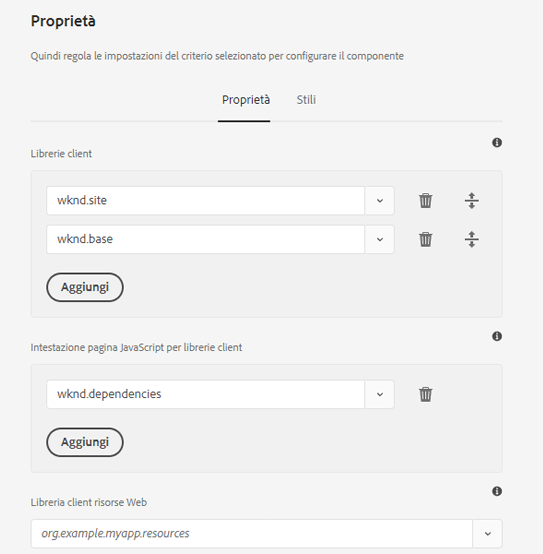 Proprietà
Quindi regola le impostazioni del criterio selezionato per configurare il componente
Proprietà Stili
Librerie client
wknd.site
wknd.base
Aggiungi
Intestazione pagina JavaScript per librerie client
wknd.dependencies
Aggiungi
Libreria client risorse Web
org.example.myapp.resources